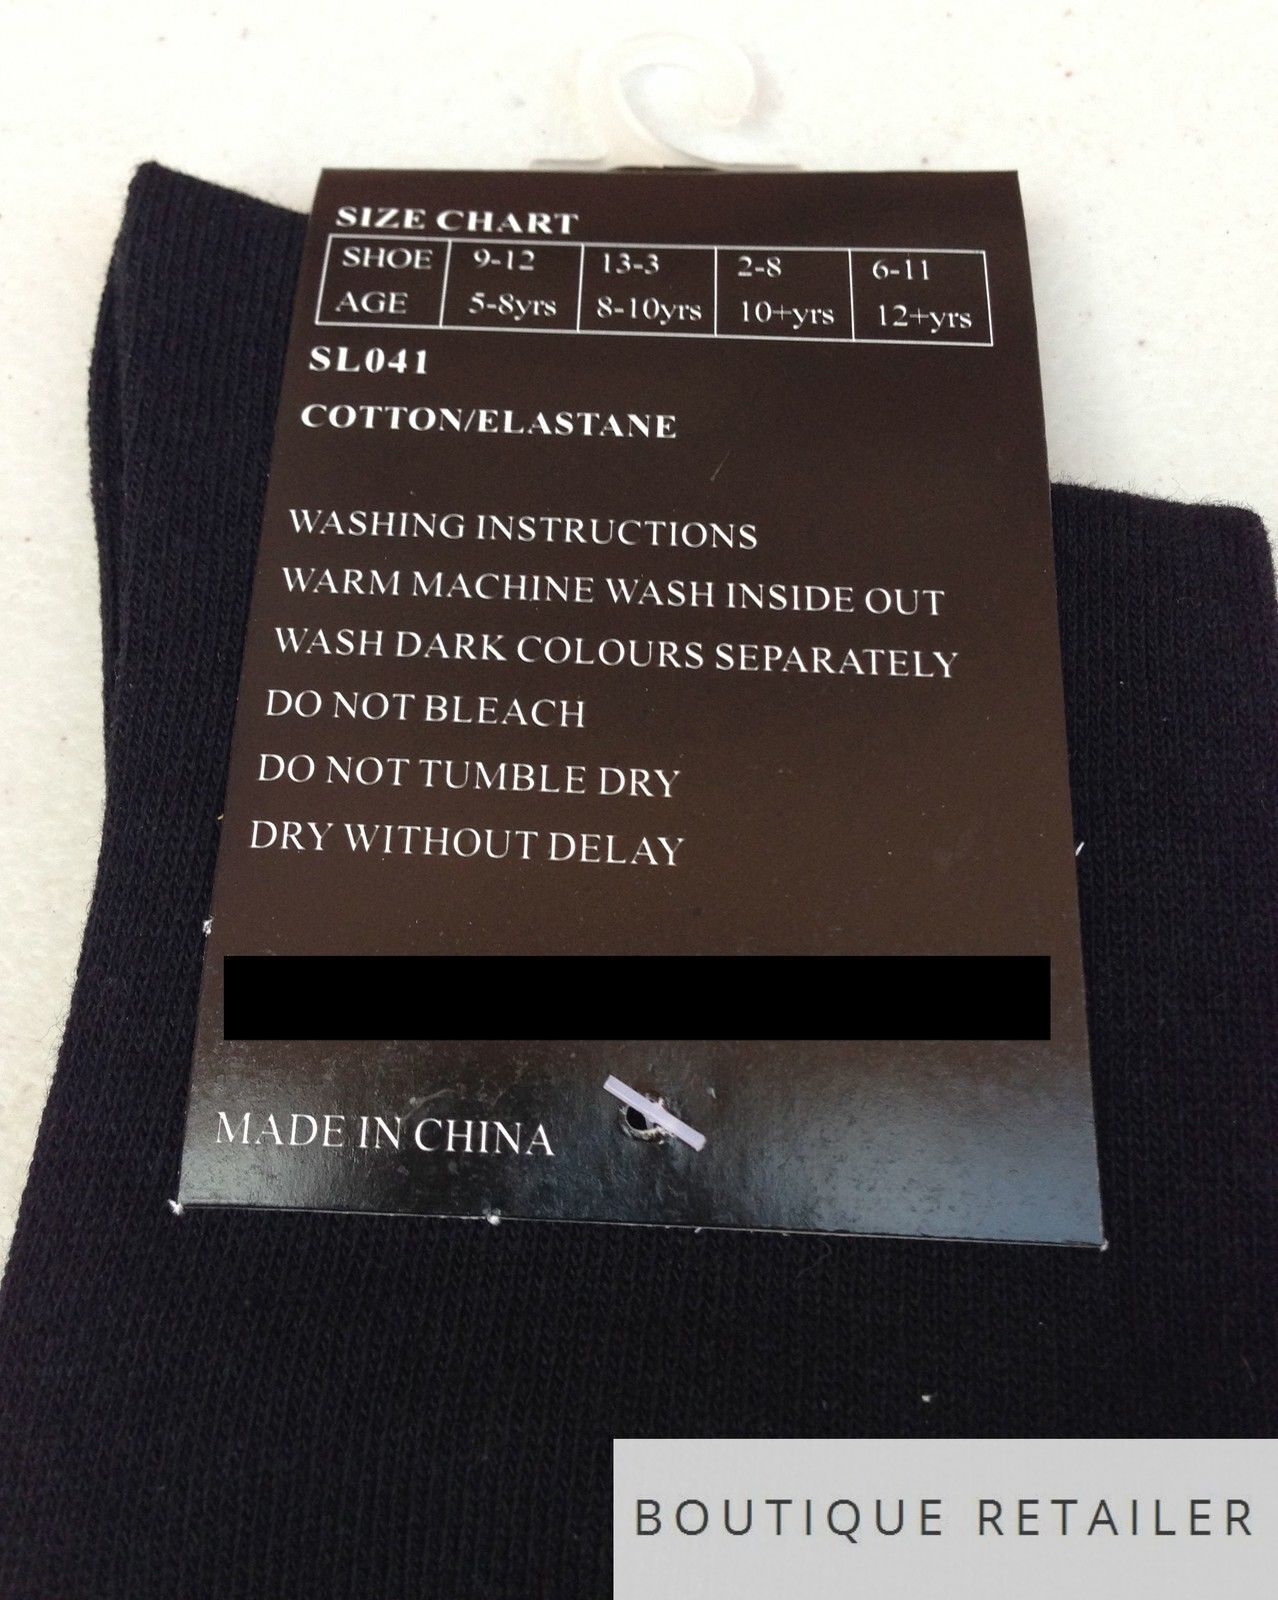 SIZE CHART
SHOE 9-12 13-3 2-8 6-11
AGE 5-8yrs 8-10yrs 10+yrs 12+yrs
SL041
COTTON/ELASTANE
WASHING INSTRUCTIONS
WARM MACHINE WASH INSIDE OUT
WASH DARK COLOURS SEPARATELY
DO NOT BLEACH
DO NOT TUMBLE DRY
DRY WITHOUT DELAY
MADE IN CHINA
BOUTIQUE RETAILER